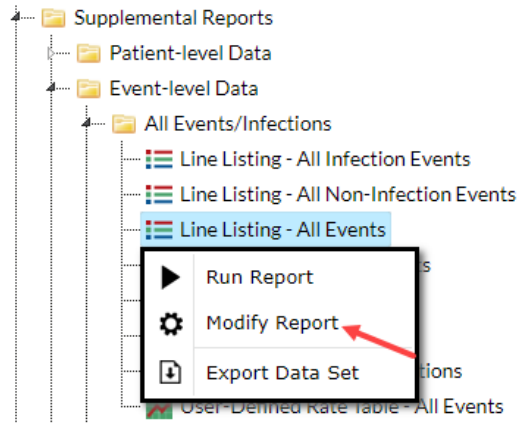 Supplemental Reports
Patient-level Data
Event-level Data
All Events/Infections
Line Listing - All Infection Events
Line Listing - All Non-Infection Events
Line Listing - All Events
Run Report
Modify Report
Export Data Set
User-Defined Rate Table - All Events